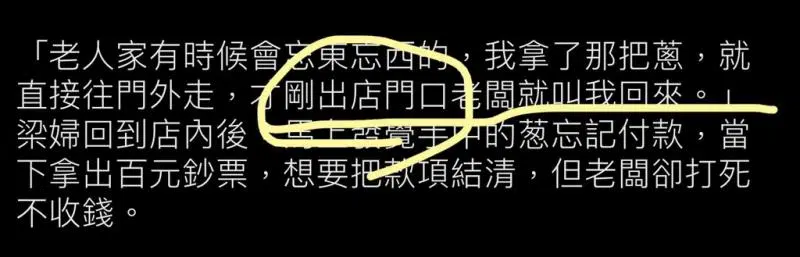 「老人家有時候會忘東忘西的，我拿了那把蔥，就
直接往門外走，才剛出店門口老闆就叫我回來。」
梁婦回到店內後，馬上發覺手中的葱忘記付款，當
下拿出百元鈔票，想要把款項結清，但老闆卻打死
不收錢。